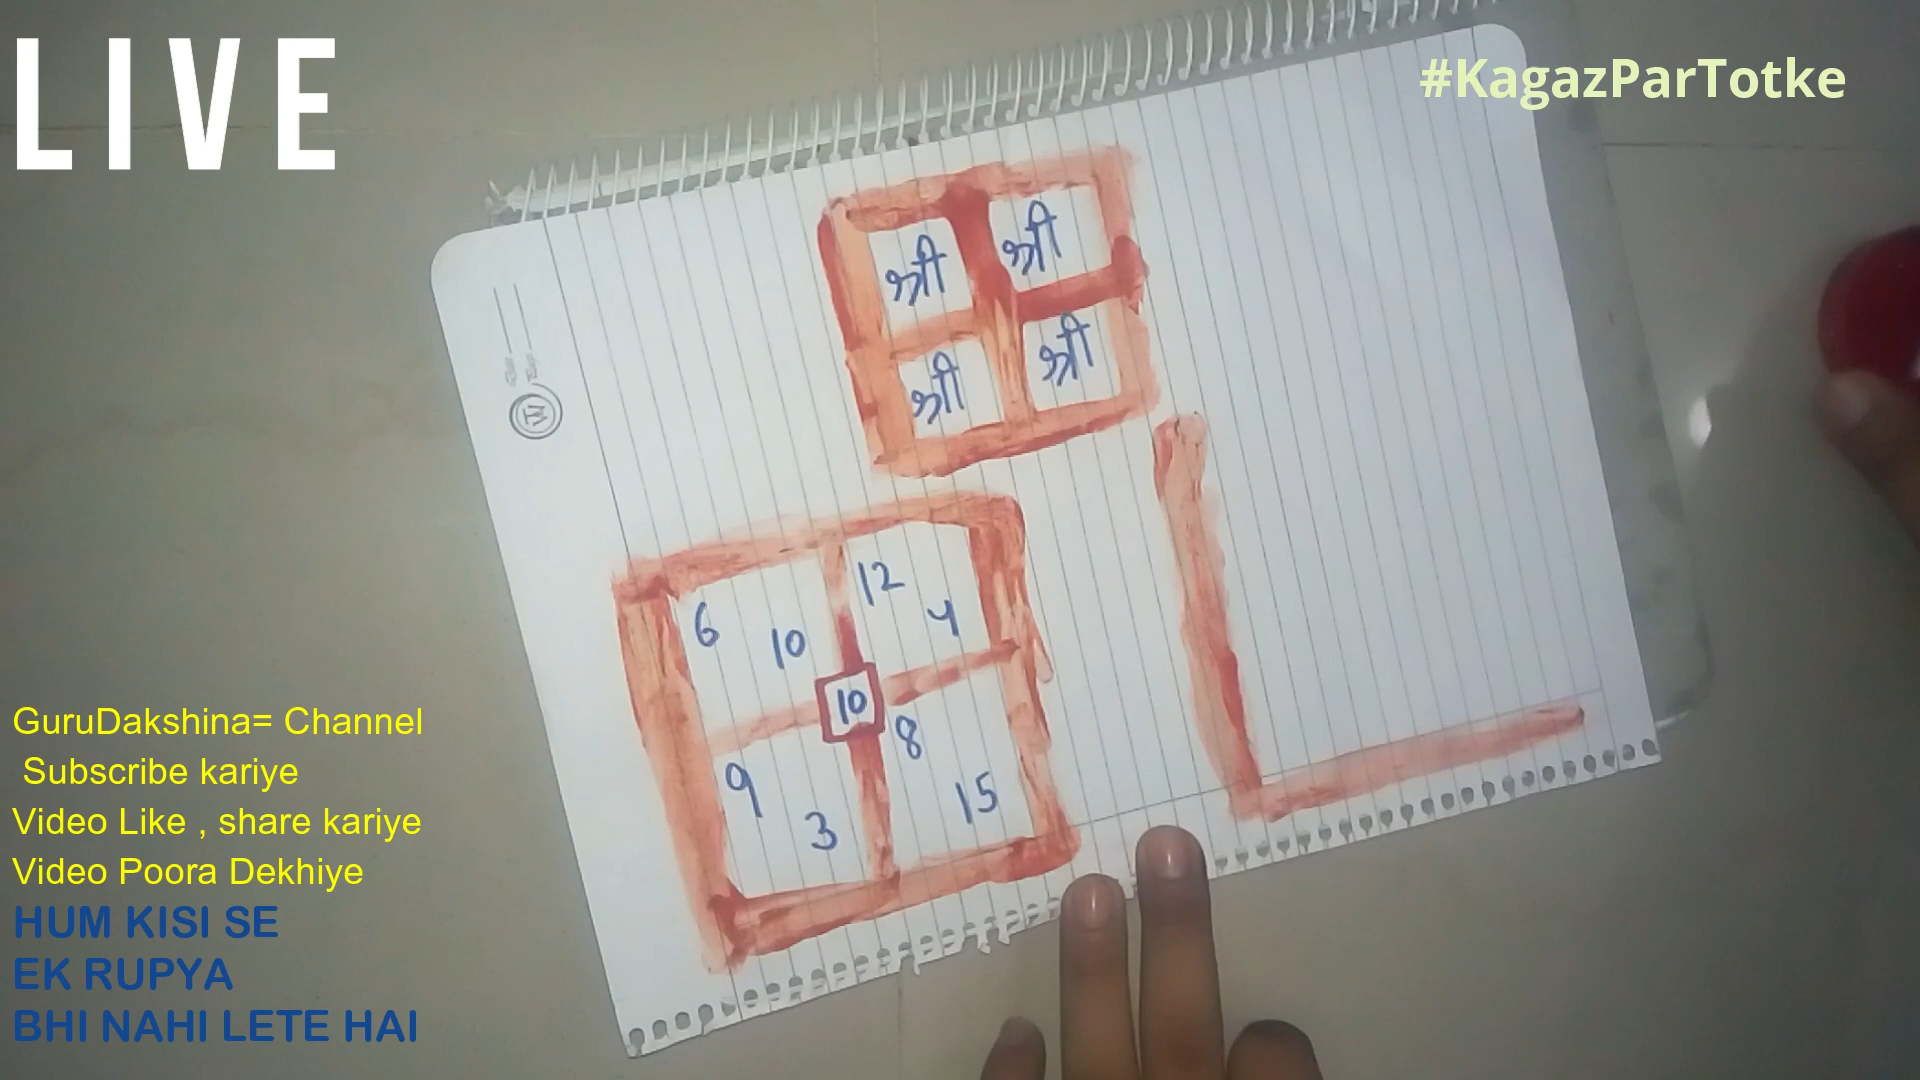 LIVE
#KagazParTotke
श्री श्री
श्री श्री
6 10 12 4
10
9 3 8 15
GuruDakshina= Channel
Subscribe kariye
Video Like , share kariye
Video Poora Dekhiye
HUM KISI SE
EK RUPYA
BHI NAHI LETE HAI